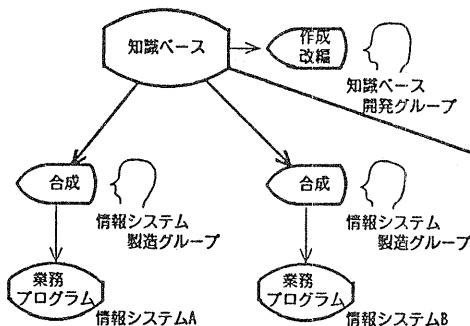 知識ベース
作成
改編
知識ベース
開発グループ
合成
情報システム
製造グループ
合成
情報システム
製造グループ
業務
プログラム
情報システムA
業務
プログラム
情報システムB